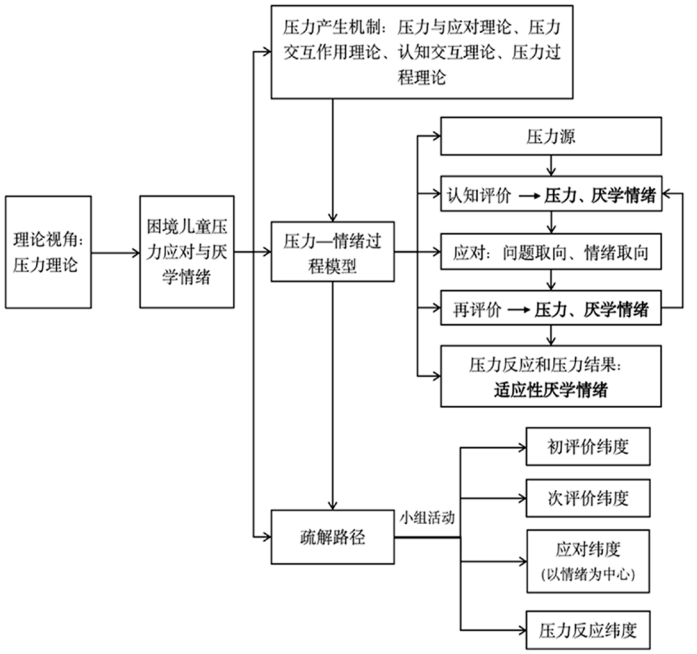 理论视角：
压力理论
困境儿童压
力应对与厌
学情绪
压力产生机制：压力与应对理论、压力
交互作用理论、认知交互理论、压力过
程理论
压力—情绪过
程模型
压力源
认知评价→压力、厌学情绪
应对：问题取向、情绪取向
再评价→压力、厌学情绪
压力反应和压力结果：
适应性厌学情绪
疏解路径
小组活动
初评价纬度
次评价纬度
应对纬度
(以情绪为中心)
压力反应纬度